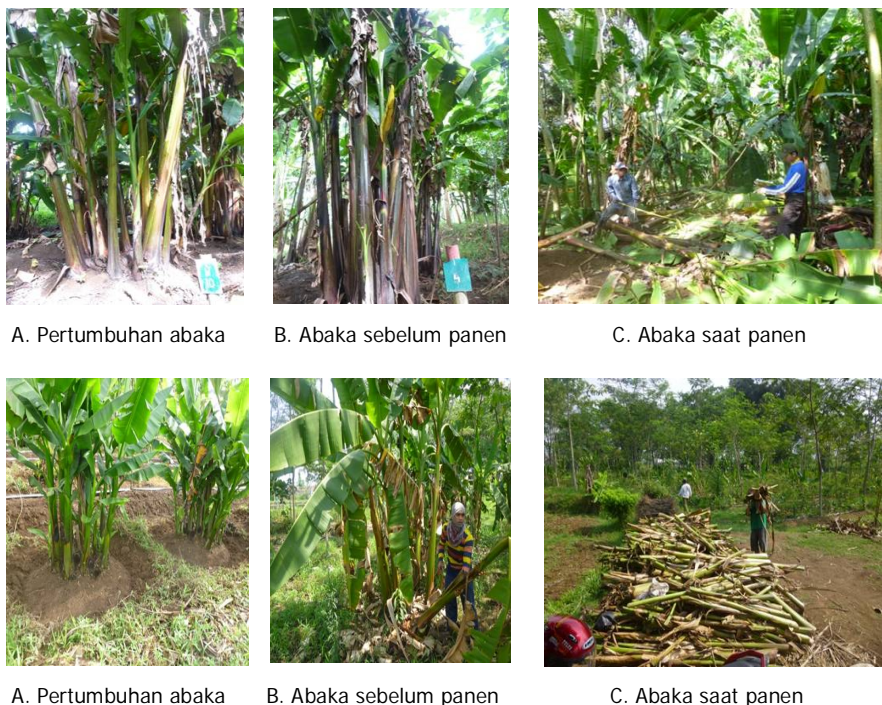 A. Pertumbuhan abaka
B. Abaka sebelum panen
C. Abaka saat panen
A. Pertumbuhan abaka
B. Abaka sebelum panen
C. Abaka saat panen